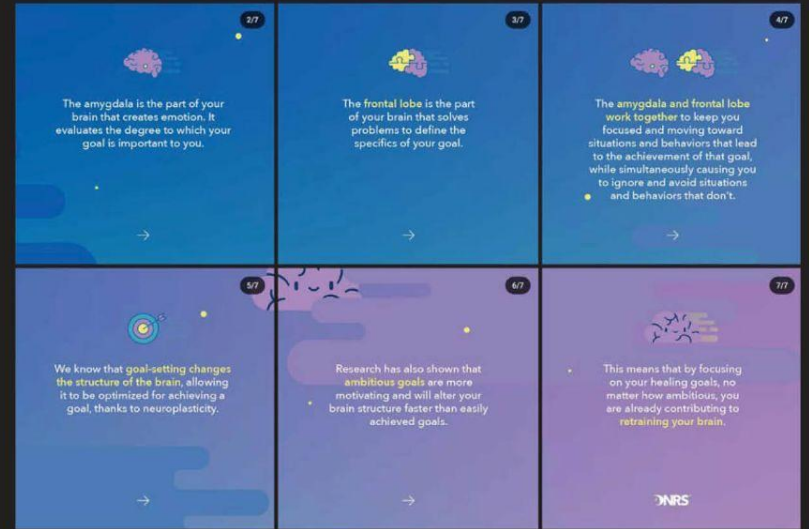 2/7
The amygdala is the part of your
brain that creates emotion. It
evaluates the degree to which your
goal is important to you.
3/7
The frontal lobe is the part
of your brain that solves
problems to define the
specifics of your goal.
4/7
The amygdala and frontal lobe
work together to keep you
focused and moving toward
situations and behaviors that lead
to the achievement of that goal,
while simultaneously causing you
to ignore and avoid situations
and behaviors that don't.
5/7
We know that goal-setting changes
the structure of the brain, allowing
it to be optimized for achieving a
goal, thanks to neuroplasticity.
6/7
Research has also shown that
ambitious goals are more
motivating and will alter your
brain structure faster than easily
achieved goals.
7/7
This means that by focusing
on your healing goals, no
matter how ambitious, you
are already contributing to
retraining your brain.
DNRS